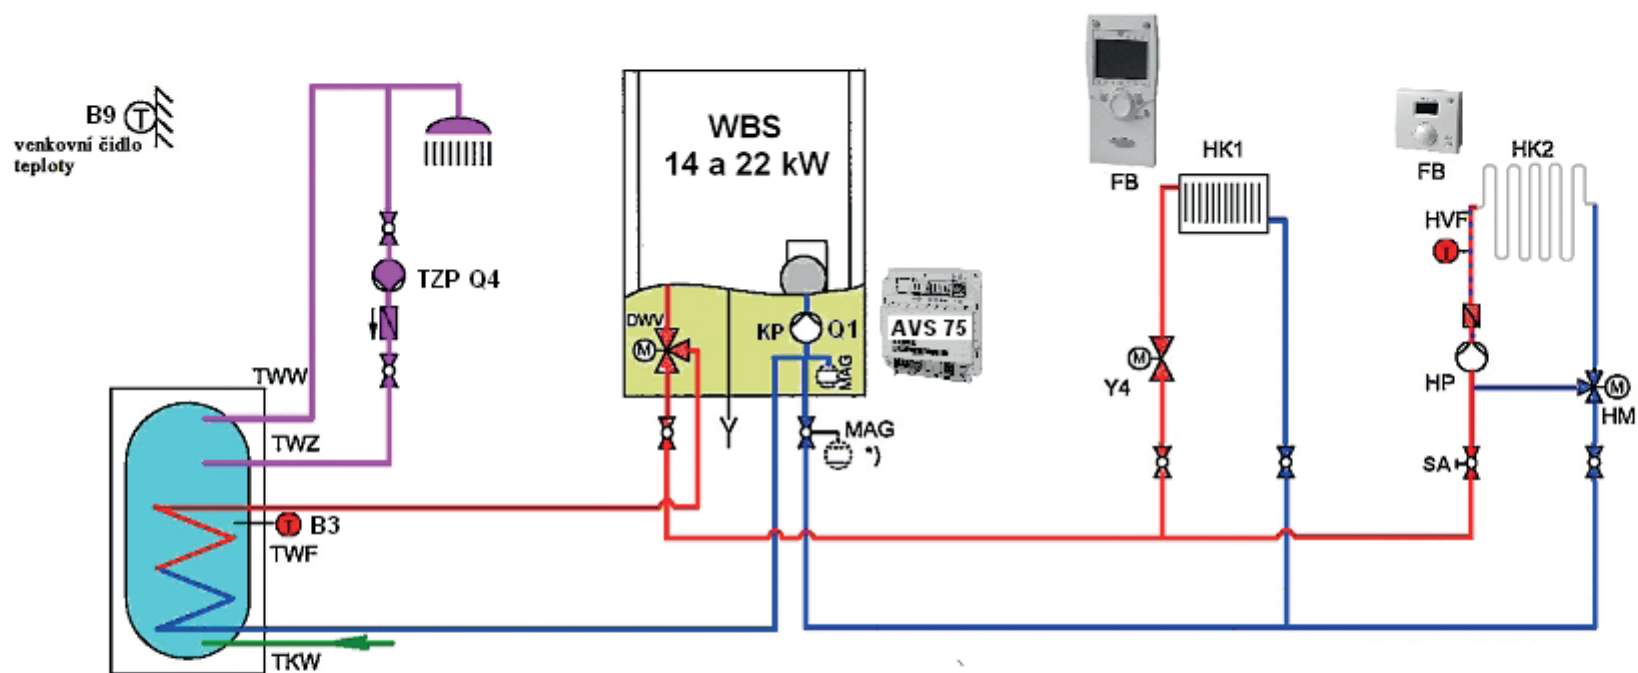 B9
T
venkovní čidlo
teploty
WBS
14 a 22 kW
TZP Q4
DWV
M
KP
Q1
MAG
AVS 75
MAG
*)
TWW
TWZ
T
B3
TWF
TKW
FB
HK1
M
Y4
FB
HK2
HVF
T
HP
M
HM
SA